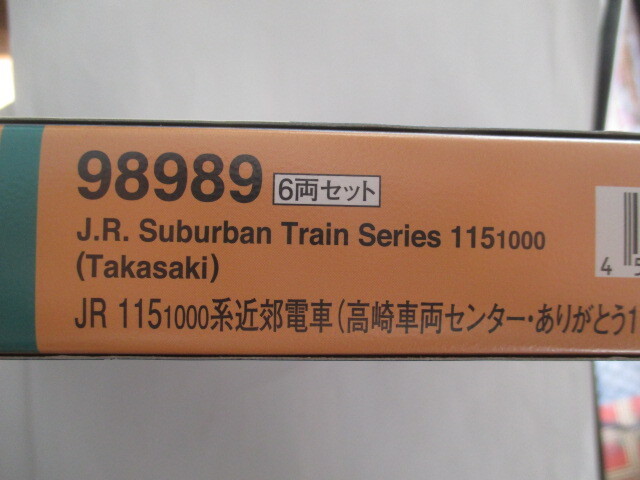 98989 6両セット
J.R. Suburban Train Series 1151000
(Takasaki)
JR 1151000系近郊電車(高崎車両センター・ありがとう1
4